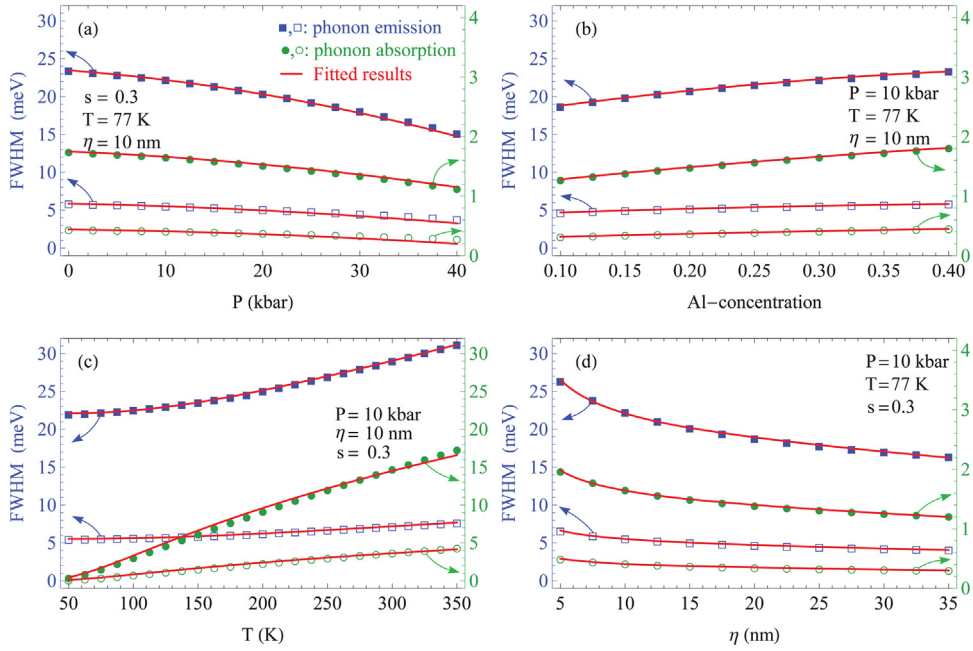 (a)
■,□: phonon emission
●,○: phonon absorption
Fitted results
s = 0.3
T = 77 K
η = 10 nm
FWHM (meV)
0 5 10 15 20 25 30
0 1 2 3 4
0 10 20 30 40
P (kbar)
(b)
P = 10 kbar
T = 77 K
η = 10 nm
FWHM (meV)
0 5 10 15 20 25 30
0 1 2 3 4
0.10 0.15 0.20 0.25 0.30 0.35 0.40
Al−concentration
(c)
P = 10 kbar
η = 10 nm
s = 0.3
FWHM (meV)
0 5 10 15 20 25 30
0 5 10 15 20 25 30
50 100 150 200 250 300 350
T (K)
(d)
P = 10 kbar
T = 77 K
s = 0.3
FWHM (meV)
0 5 10 15 20 25 30
0 1 2 3 4
5 10 15 20 25 30 35
η (nm)